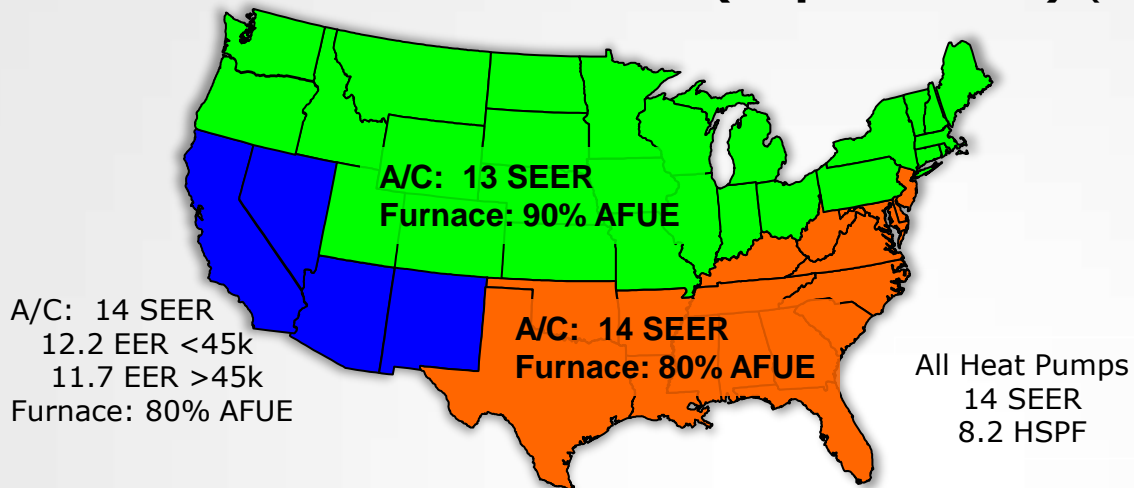 A/C: 13 SEER
Furnace: 90% AFUE
A/C: 14 SEER
12.2 EER <45k
11.7 EER >45k
Furnace: 80% AFUE
A/C: 14 SEER
Furnace: 80% AFUE
All Heat Pumps
14 SEER
8.2 HSPF